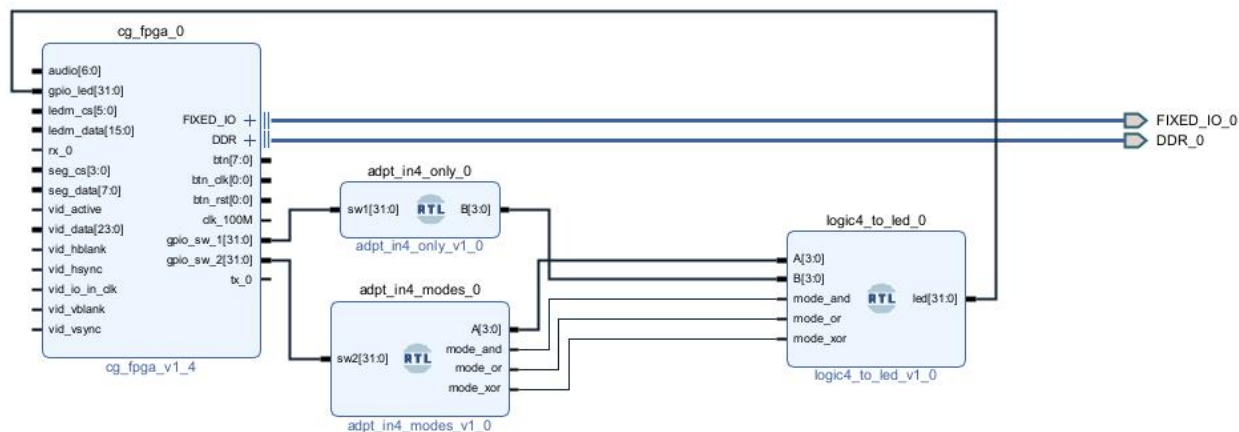 cg_fpga_0
audio[6:0]
gpio_led[31:0]
ledm_cs[5:0]
ledm_data[15:0]
rx_0
seg_cs[3:0]
seg_data[7:0]
vid_active
vid_data[23:0]
vid_hblank
vid_hsync
vid_io_in_clk
vid_vblank
vid_vsync
FIXED_IO
DDR
btn[7:0]
btn_clk[0:0]
btn_rst[0:0]
clk_100M
gpio_sw_1[31:0]
gpio_sw_2[31:0]
tx_0
cg_fpga_v1_4
adpt_in4_only_0
sw1[31:0] RTL B[3:0]
adpt_in4_only_v1_0
adpt_in4_modes_0
sw2[31:0] RTL
A[3:0]
mode_and
mode_or
mode_xor
adpt_in4_modes_v1_0
logic4_to_led_0
A[3:0]
B[3:0]
mode_and
mode_or
mode_xor
RTL led[31:0]
logic4_to_led_v1_0
FIXED_IO_0
DDR_0